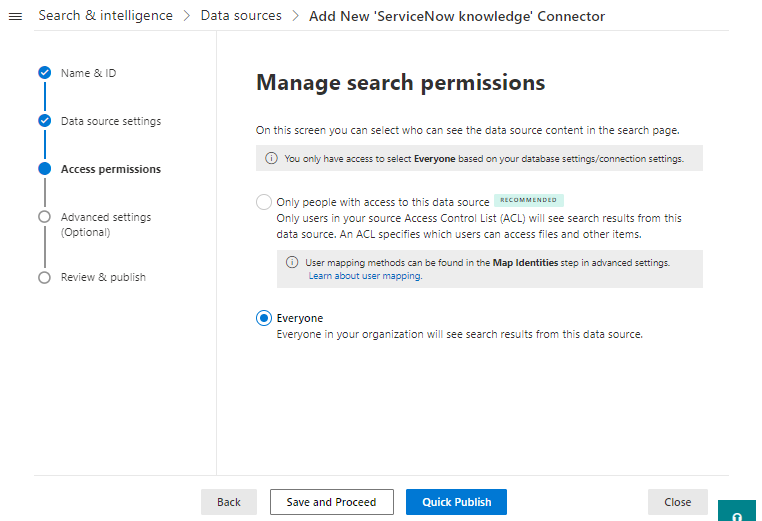 Search & intelligence > Data sources > Add New 'ServiceNow knowledge' Connector
Name & ID
Data source settings
Access permissions
Advanced settings
(Optional)
Review & publish
Manage search permissions
On this screen you can select who can see the data source content in the search page.
You only have access to select Everyone based on your database settings/connection settings.
Only people with access to this data source RECOMMENDED
Only users in your source Access Control List (ACL) will see search results from this
data source. An ACL specifies which users can access files and other items.
User mapping methods can be found in the Map Identities step in advanced settings.
Learn about user mapping.
Everyone
Everyone in your organization will see search results from this data source.
Back Save and Proceed Quick Publish Close